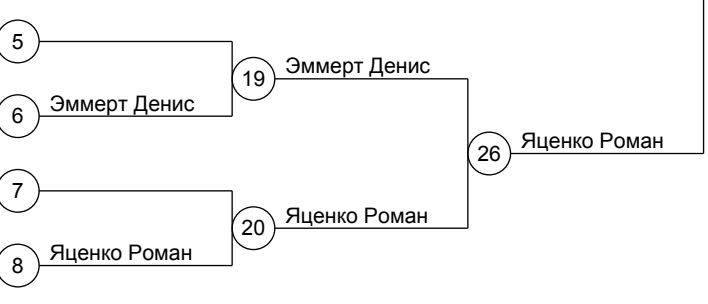 5
19 Эммерт Денис
6 Эммерт Денис
26 Яценко Роман
7
20 Яценко Роман
8 Яценко Роман